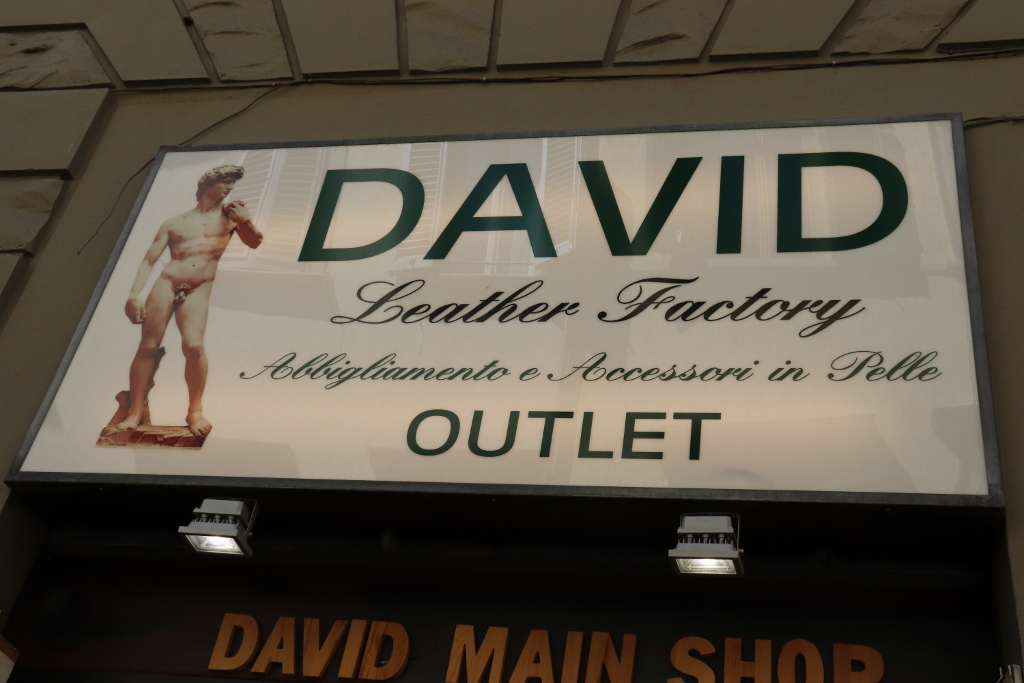 DAVID
Leather Factory
Abbigliamento e Accessori in Pelle
OUTLET
DAVID MAIN SHOP